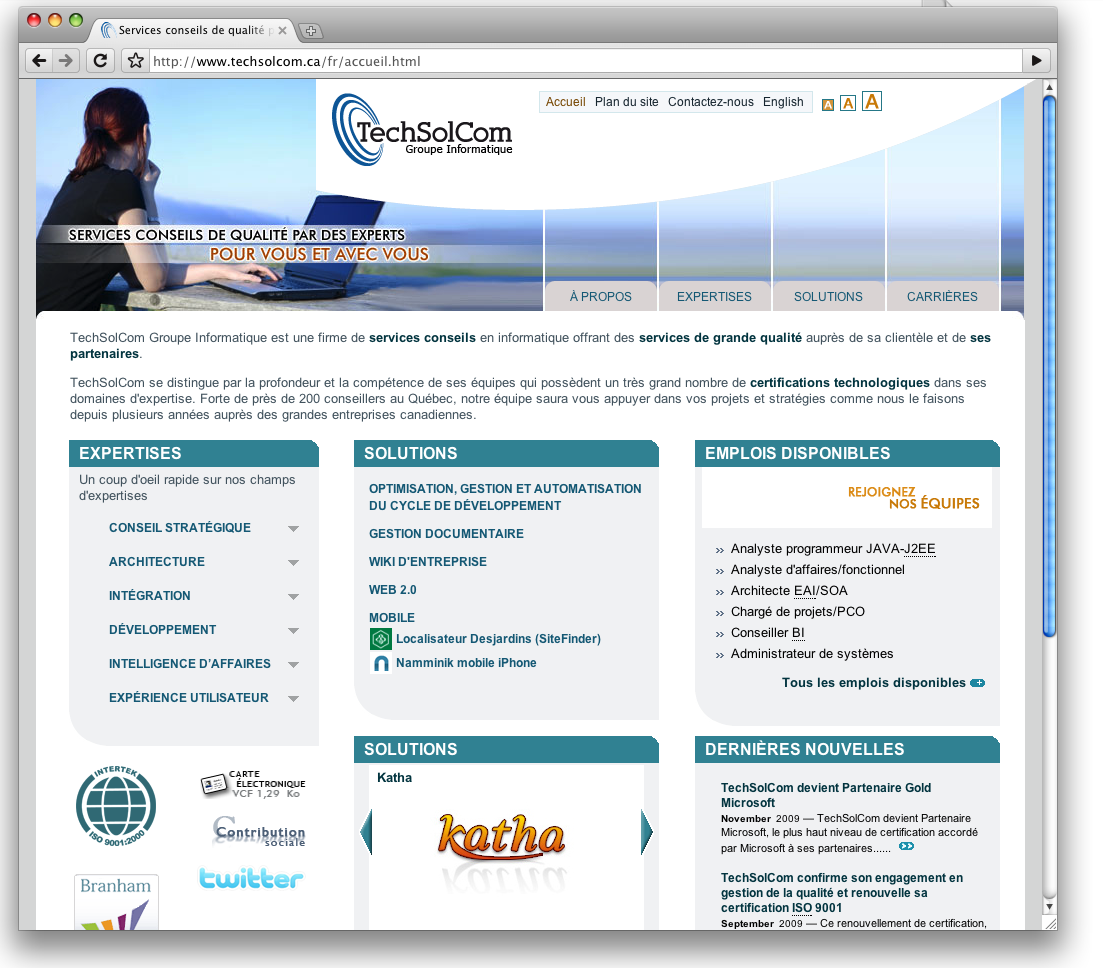 Services conseils de qualité p
http://www.techsolcom.ca/fr/accueil.html
Accueil Plan du site Contactez-nous English A A A
TechSolCom
Groupe Informatique
SERVICES CONSEILS DE QUALITÉ PAR DES EXPERTS
POUR VOUS ET AVEC VOUS
À PROPOS EXPERTISES SOLUTIONS CARRIÈRES
TechSolCom Groupe Informatique est une firme de services conseils en informatique offrant des services de grande qualité auprès de sa clientèle et de ses
partenaires.
TechSolCom se distingue par la profondeur et la compétence de ses équipes qui possèdent un très grand nombre de certifications technologiques dans ses
domaines d'expertise. Forte de près de 200 conseillers au Québec, notre équipe saura vous appuyer dans vos projets et stratégies comme nous le faisons
depuis plusieurs années auprès des grandes entreprises canadiennes.
EXPERTISES
Un coup d'oeil rapide sur nos champs
d'expertises
CONSEIL STRATÉGIQUE
ARCHITECTURE
INTÉGRATION
DÉVELOPPEMENT
INTELLIGENCE D'AFFAIRES
EXPÉRIENCE UTILISATEUR
INTERTEK
ISO 9001:2000
CARTE
ÉLECTRONIQUE
VCF 1,29 Ko
Contribution
sociale
twitter
Branham
SOLUTIONS
OPTIMISATION, GESTION ET AUTOMATISATION
DU CYCLE DE DÉVELOPPEMENT
GESTION DOCUMENTAIRE
WIKI D'ENTREPRISE
WEB 2.0
MOBILE
Localisateur Desjardins (SiteFinder)
Namminik mobile iPhone
SOLUTIONS
Katha
katha
EMPLOIS DISPONIBLES
REJOIGNEZ
NOS ÉQUIPES
›› Analyste programmeur JAVA-J2EE
›› Analyste d'affaires/fonctionnel
›› Architecte EAI/SOA
›› Chargé de projets/PCO
›› Conseiller BI
›› Administrateur de systèmes
Tous les emplois disponibles
DERNIÈRES NOUVELLES
TechSolCom devient Partenaire Gold
Microsoft
November 2009 — TechSolCom devient Partenaire
Microsoft, le plus haut niveau de certification accordé
par Microsoft à ses partenaires......
TechSolCom confirme son engagement en
gestion de la qualité et renouvelle sa
certification ISO 9001
September 2009 — Ce renouvellement de certification,